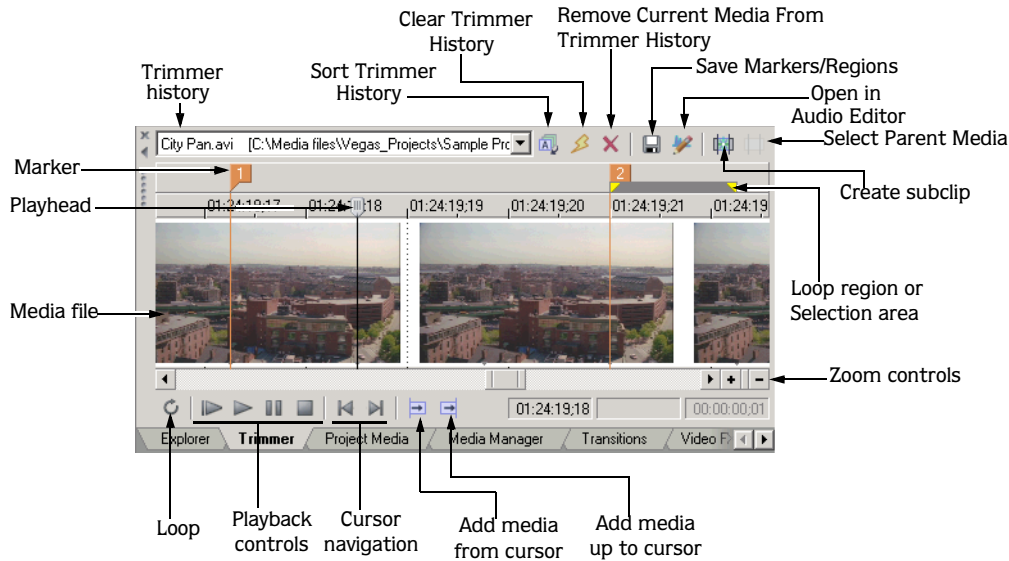 Clear Trimmer
History
Remove Current Media From
Trimmer History
Trimmer
history
Sort Trimmer
History
Save Markers/Regions
Open in
Audio Editor
Select Parent Media
City Pan.avi [C:\Media files\Vegas_Projects\Sample Prc
Marker
1
2
Create subclip
Playhead
01:24:19;17
01:24:19;18
01:24:19;19
01:24:19;20
01:24:19;21
01:24:19
Media file
Loop region or
Selection area
Zoom controls
01:24:19;18
00:00:00;01
Explorer
Trimmer
Project Media
Media Manager
Transitions
Video F
Loop
Playback
controls
Cursor
navigation
Add media
from cursor
Add media
up to cursor